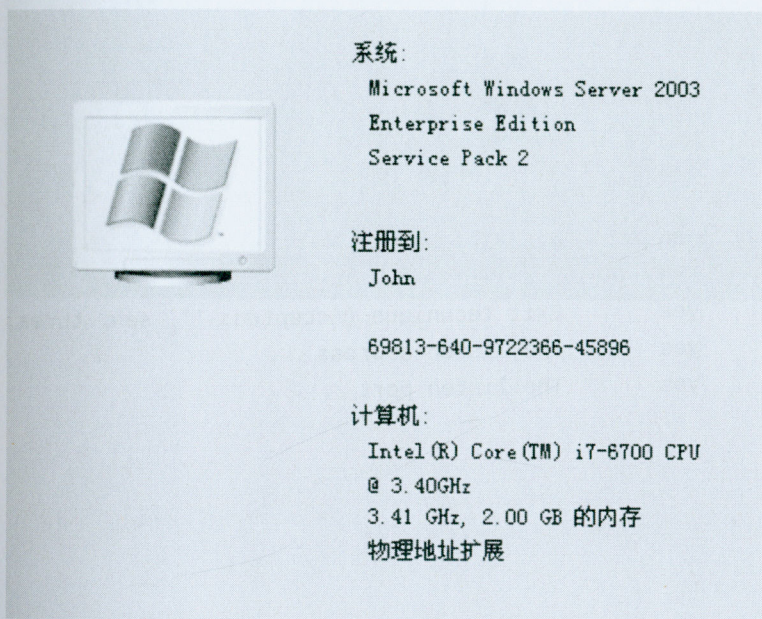 系统:
Microsoft Windows Server 2003
Enterprise Edition
Service Pack 2
注册到:
John
69813-640-9722366-45896
计算机:
Intel(R) Core(TM) i7-6700 CPU
@ 3.40GHz
3.41 GHz, 2.00 GB 的内存
物理地址扩展